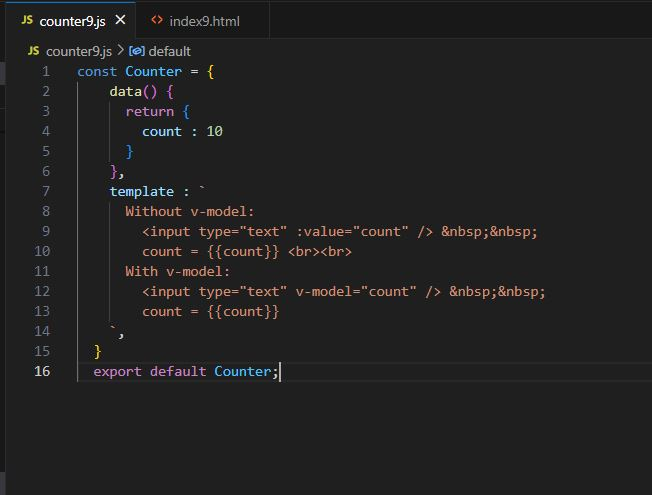 JS counter9.js × <> index9.html
JS counter9.js > default
1 const Counter = {
2 data() {
3 return {
4 count : 10
5 }
6 },
7 template : `
8 Without v-model:
9 <input type="text" :value="count" /> &nbsp;&nbsp;
10 count = {{count}} <br><br>
11 With v-model:
12 <input type="text" v-model="count" /> &nbsp;&nbsp;
13 count = {{count}}
14 `,
15 }
16 export default Counter;